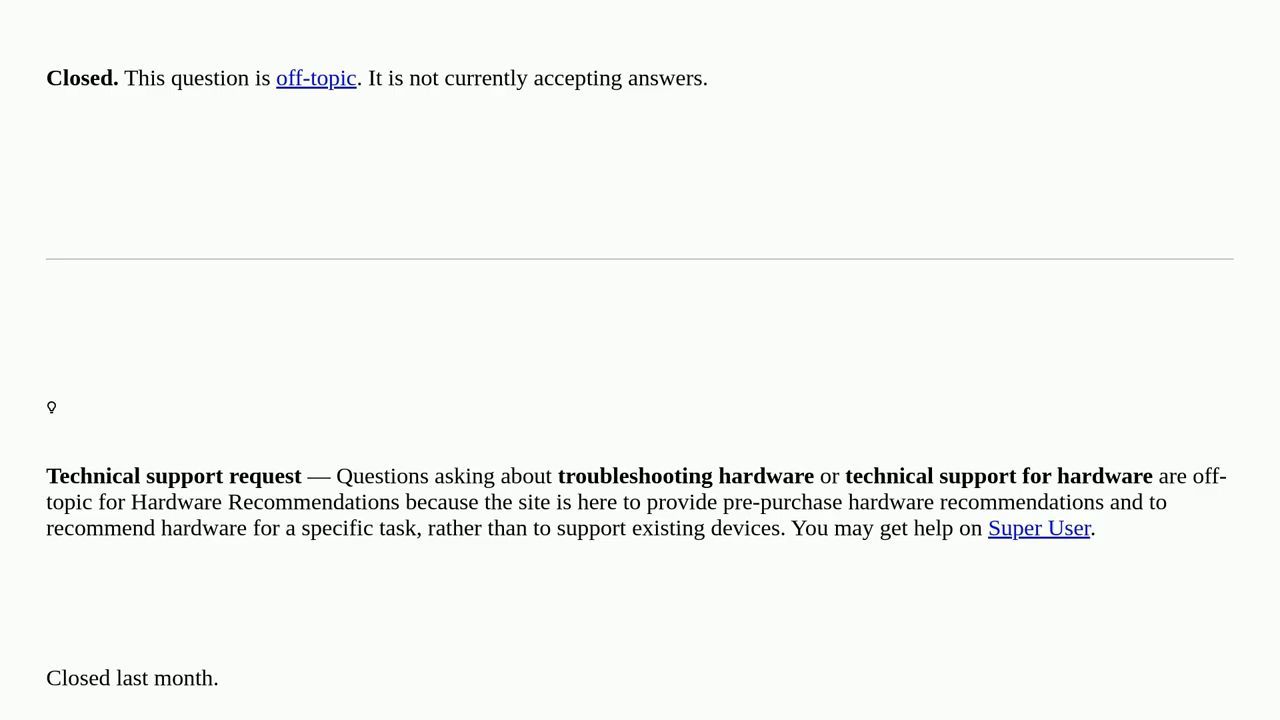 Closed. This question is off-topic. It is not currently accepting answers.
Technical support request — Questions asking about troubleshooting hardware or technical support for hardware are off-
topic for Hardware Recommendations because the site is here to provide pre-purchase hardware recommendations and to
recommend hardware for a specific task, rather than to support existing devices. You may get help on Super User.
Closed last month.